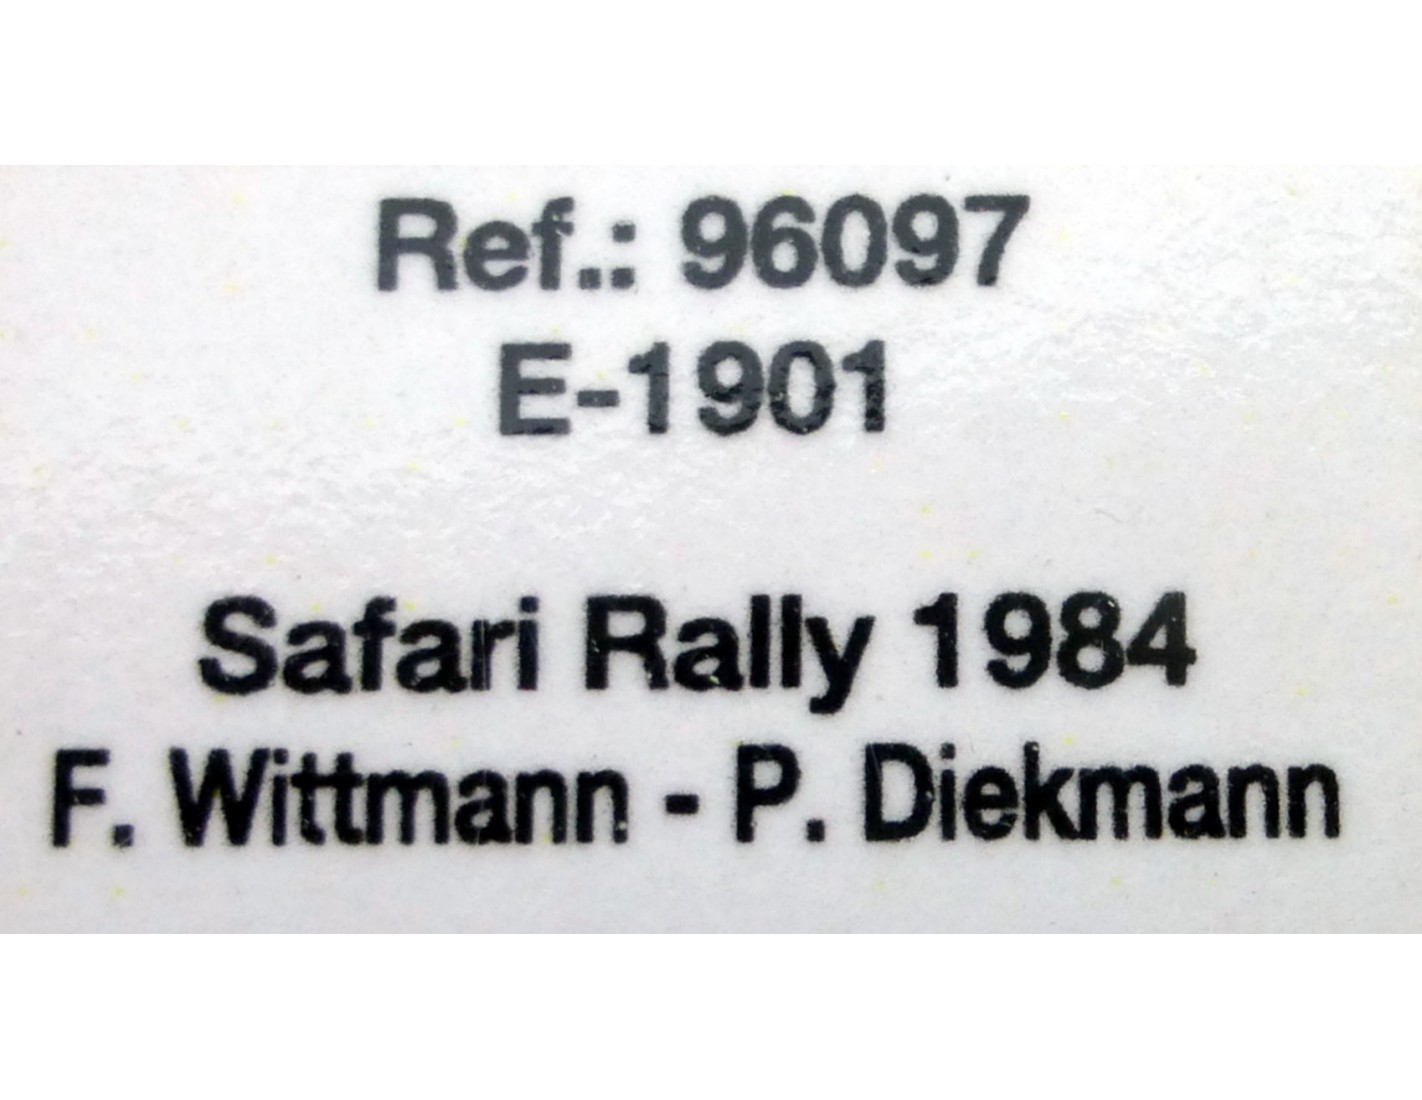 Ref.: 96097
E-1901
Safari Rally 1984
F. Wittmann - P. Diekmann